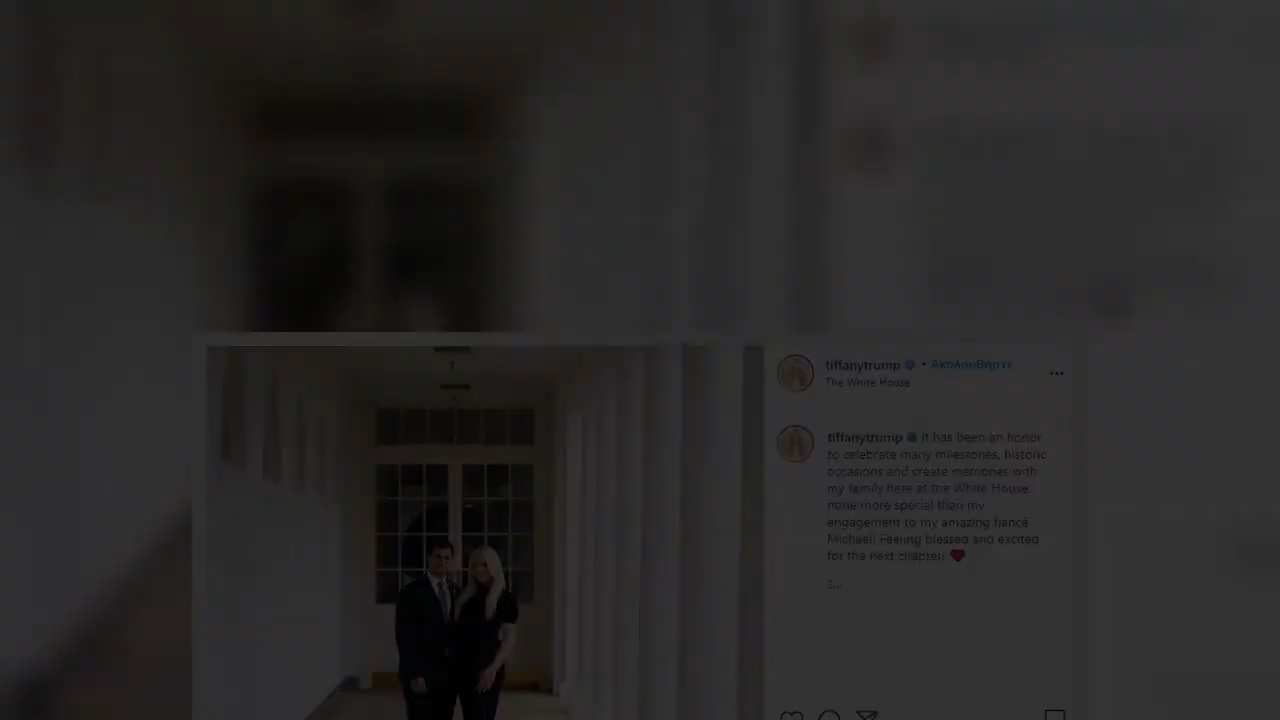 tiffanytrump •
The White House
tiffanytrump It has been an honor
to celebrate many milestones, historic
occasions and create memories with
my family here at the White House,
none more special than my
engagement to my amazing fiancé
Michael! Feeling blessed and excited
for the next chapter!